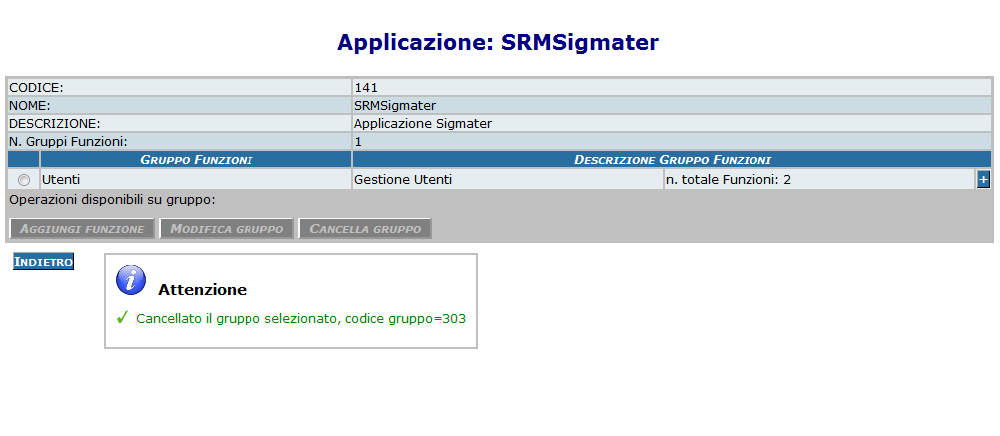 Applicazione: SRMSigmater
CODICE: 141
NOME: SRMSigmater
DESCRIZIONE: Applicazione Sigmater
N. Gruppi Funzioni: 1
GRUPPO FUNZIONI DESCRIZIONE GRUPPO FUNZIONI
Utenti Gestione Utenti n. totale Funzioni: 2 +
Operazioni disponibili su gruppo:
AGGIUNGI FUNZIONE MODIFICA GRUPPO CANCELLA GRUPPO
INDIETRO
i Attenzione
✓ Cancellato il gruppo selezionato, codice gruppo=303